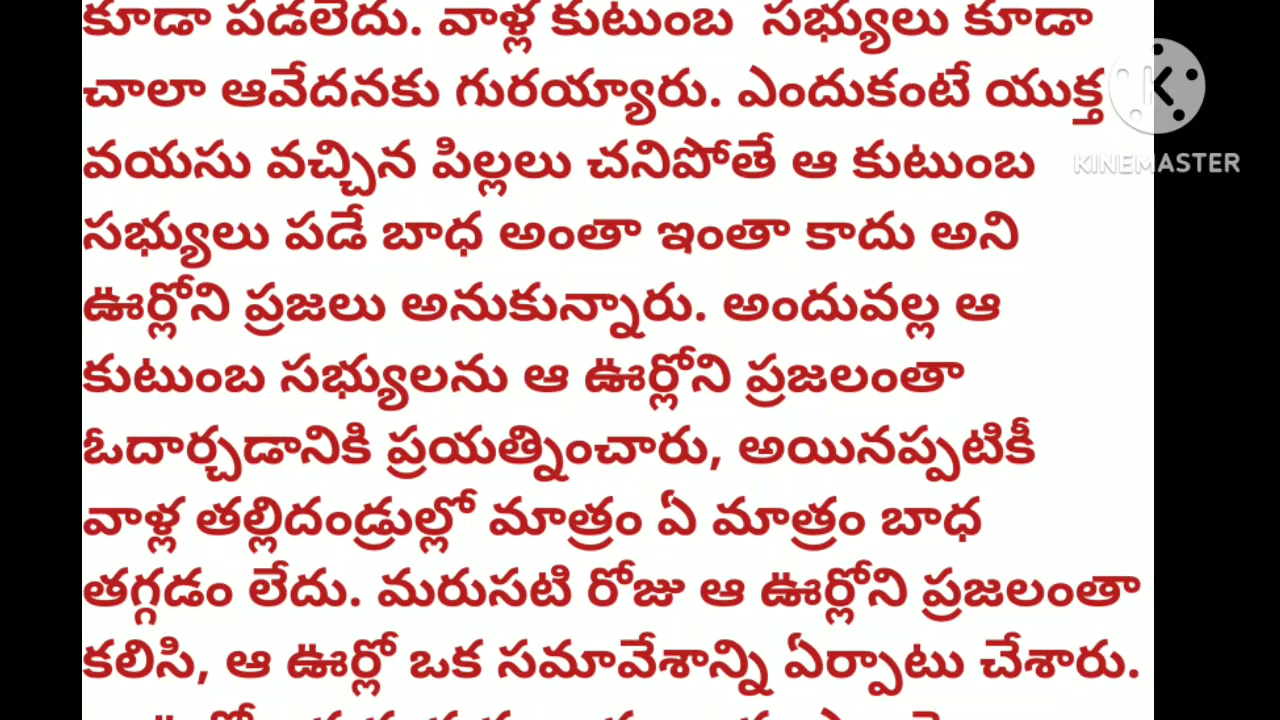 కూడా పడలేదు. వాళ్ల కుటుంబ సభ్యులు కూడా
చాలా ఆవేదనకు గురయ్యారు. ఎందుకంటే యుక్త
వయసు వచ్చిన పిల్లలు చనిపోతే ఆ కుటుంబ
సభ్యులు పడే బాధ అంతా ఇంతా కాదు అని
ఊర్లోని ప్రజలు అనుకున్నారు. అందువల్ల ఆ
కుటుంబ సభ్యులను ఆ ఊర్లోని ప్రజలంతా
ఓదార్చడానికి ప్రయత్నించారు, అయినప్పటికీ
వాళ్ల తల్లిదండ్రుల్లో మాత్రం ఏ మాత్రం బాధ
తగ్గడం లేదు. మరుసటి రోజు ఆ ఊర్లోని ప్రజలంతా
కలిసి, ఆ ఊర్లో ఒక సమావేశాన్ని ఏర్పాటు చేశారు.
KINEMASTER